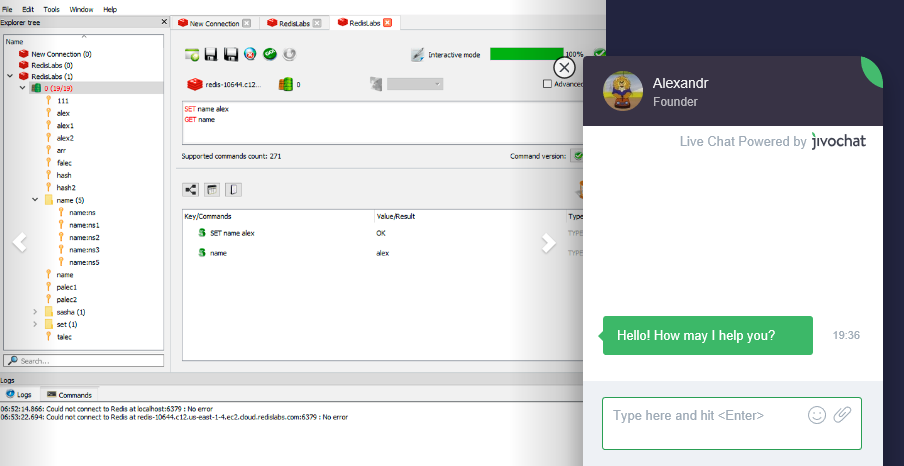 File Edit Tools Window Help
Explorer tree
Name
New Connection (0)
RedisLabs (0)
RedisLabs (1)
0 (19/19)
111
alex
alex1
alex2
arr
falec
hash
hash2
name (5)
name:ns
name:ns1
name:ns2
name:ns3
name:ns5
name
palec1
palec2
sasha (1)
set (1)
talec
Search...
New Connection RedisLabs RedisLabs
Interactive mode 100%
redis-10644.c12... 0 Advanced
SET name alex
GET name
Supported commands count: 271 Command version:
Key/Commands Value/Result Type
SET name alex OK TYPE
name alex TYPE
Logs
Logs Commands
06:52:14.866: Could not connect to Redis at localhost:6379 : No error
06:53:22.694: Could not connect to Redis at redis-10644.c12.us-east-1-4.ec2.cloud.redislabs.com:6379 : No error
Alexandr
Founder
Live Chat Powered by jivochat
Hello! How may I help you? 19:36
Type here and hit <Enter>